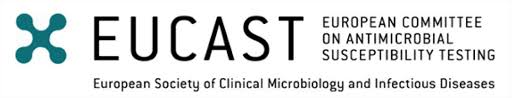 EUCAST
EUROPEAN COMMITTEE
ON ANTIMICROBIAL
SUSCEPTIBILITY TESTING
European Society of Clinical Microbiology and Infectious Diseases